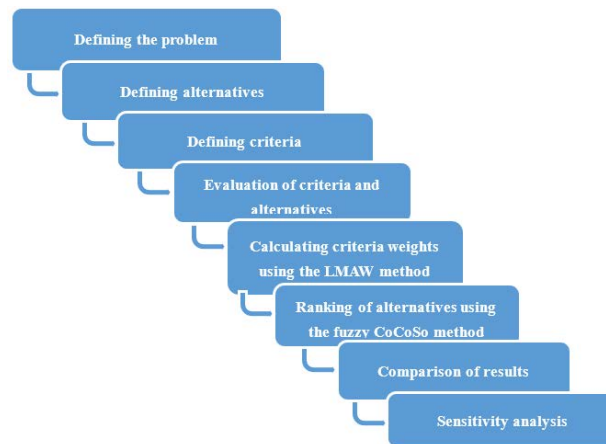 Defining the problem
Defining alternatives
Defining criteria
Evaluation of criteria and
alternatives
Calculating criteria weights
using the LMAW method
Ranking of alternatives using
the fuzzy CoCoSo method
Comparison of results
Sensitivity analysis